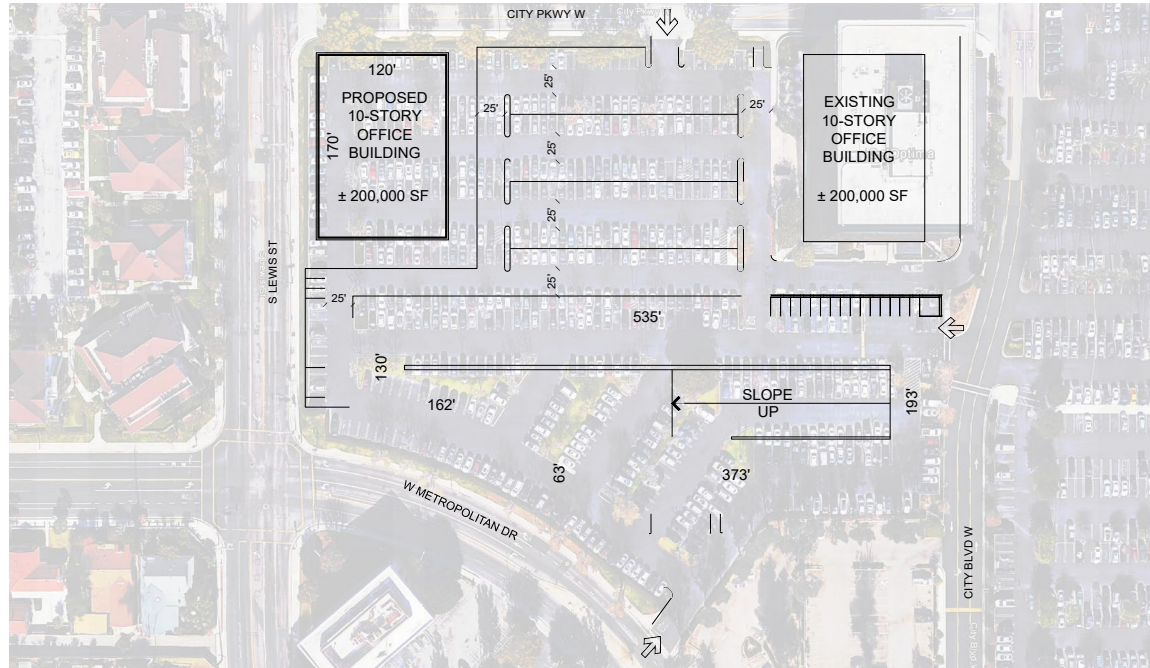 CITY PKWY W
120'
PROPOSED
10-STORY
OFFICE
BUILDING
170'
± 200,000 SF
25'
25'
25'
25'
25'
25'
25'
25'
EXISTING
10-STORY
OFFICE
BUILDING
± 200,000 SF
S LEWIS ST
535'
130'
162'
SLOPE
UP
193'
63'
373'
W METROPOLITAN DR
CITY BLVD W